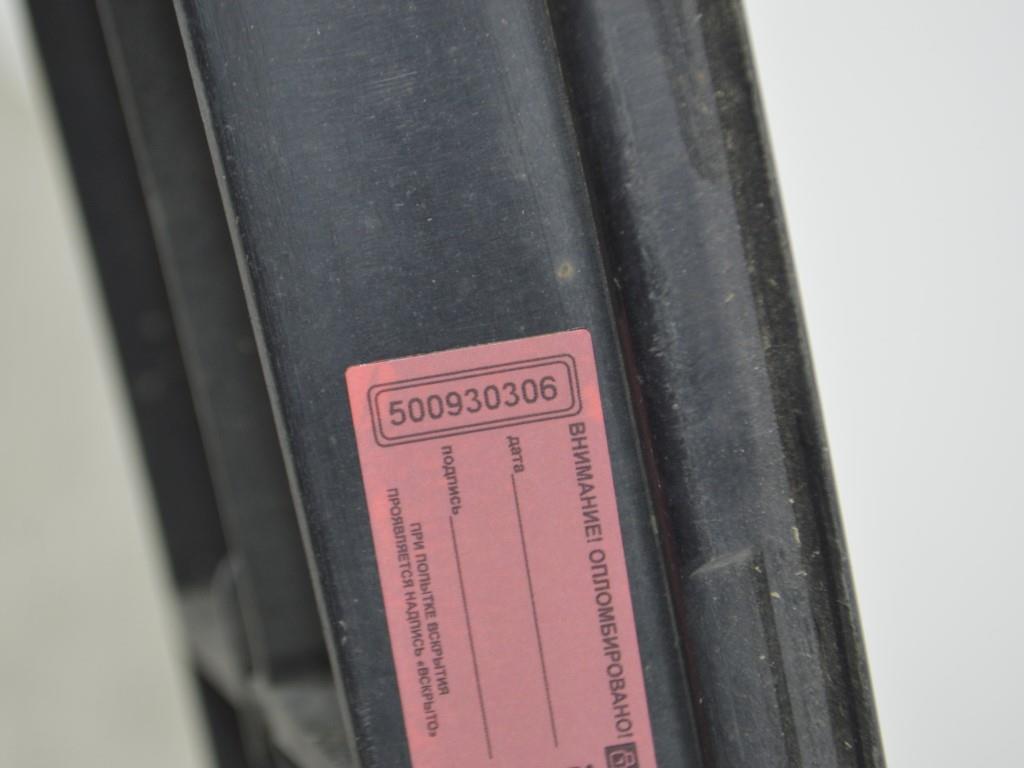 500930306
ВНИМАНИЕ! ОПЛОМБИРОВАНО!
дата
подпись
ПРИ ПОПЫТКЕ ВСКРЫТИЯ
ПРОЯВЛЯЕТСЯ НАДПИСЬ «ВСКРЫТО»